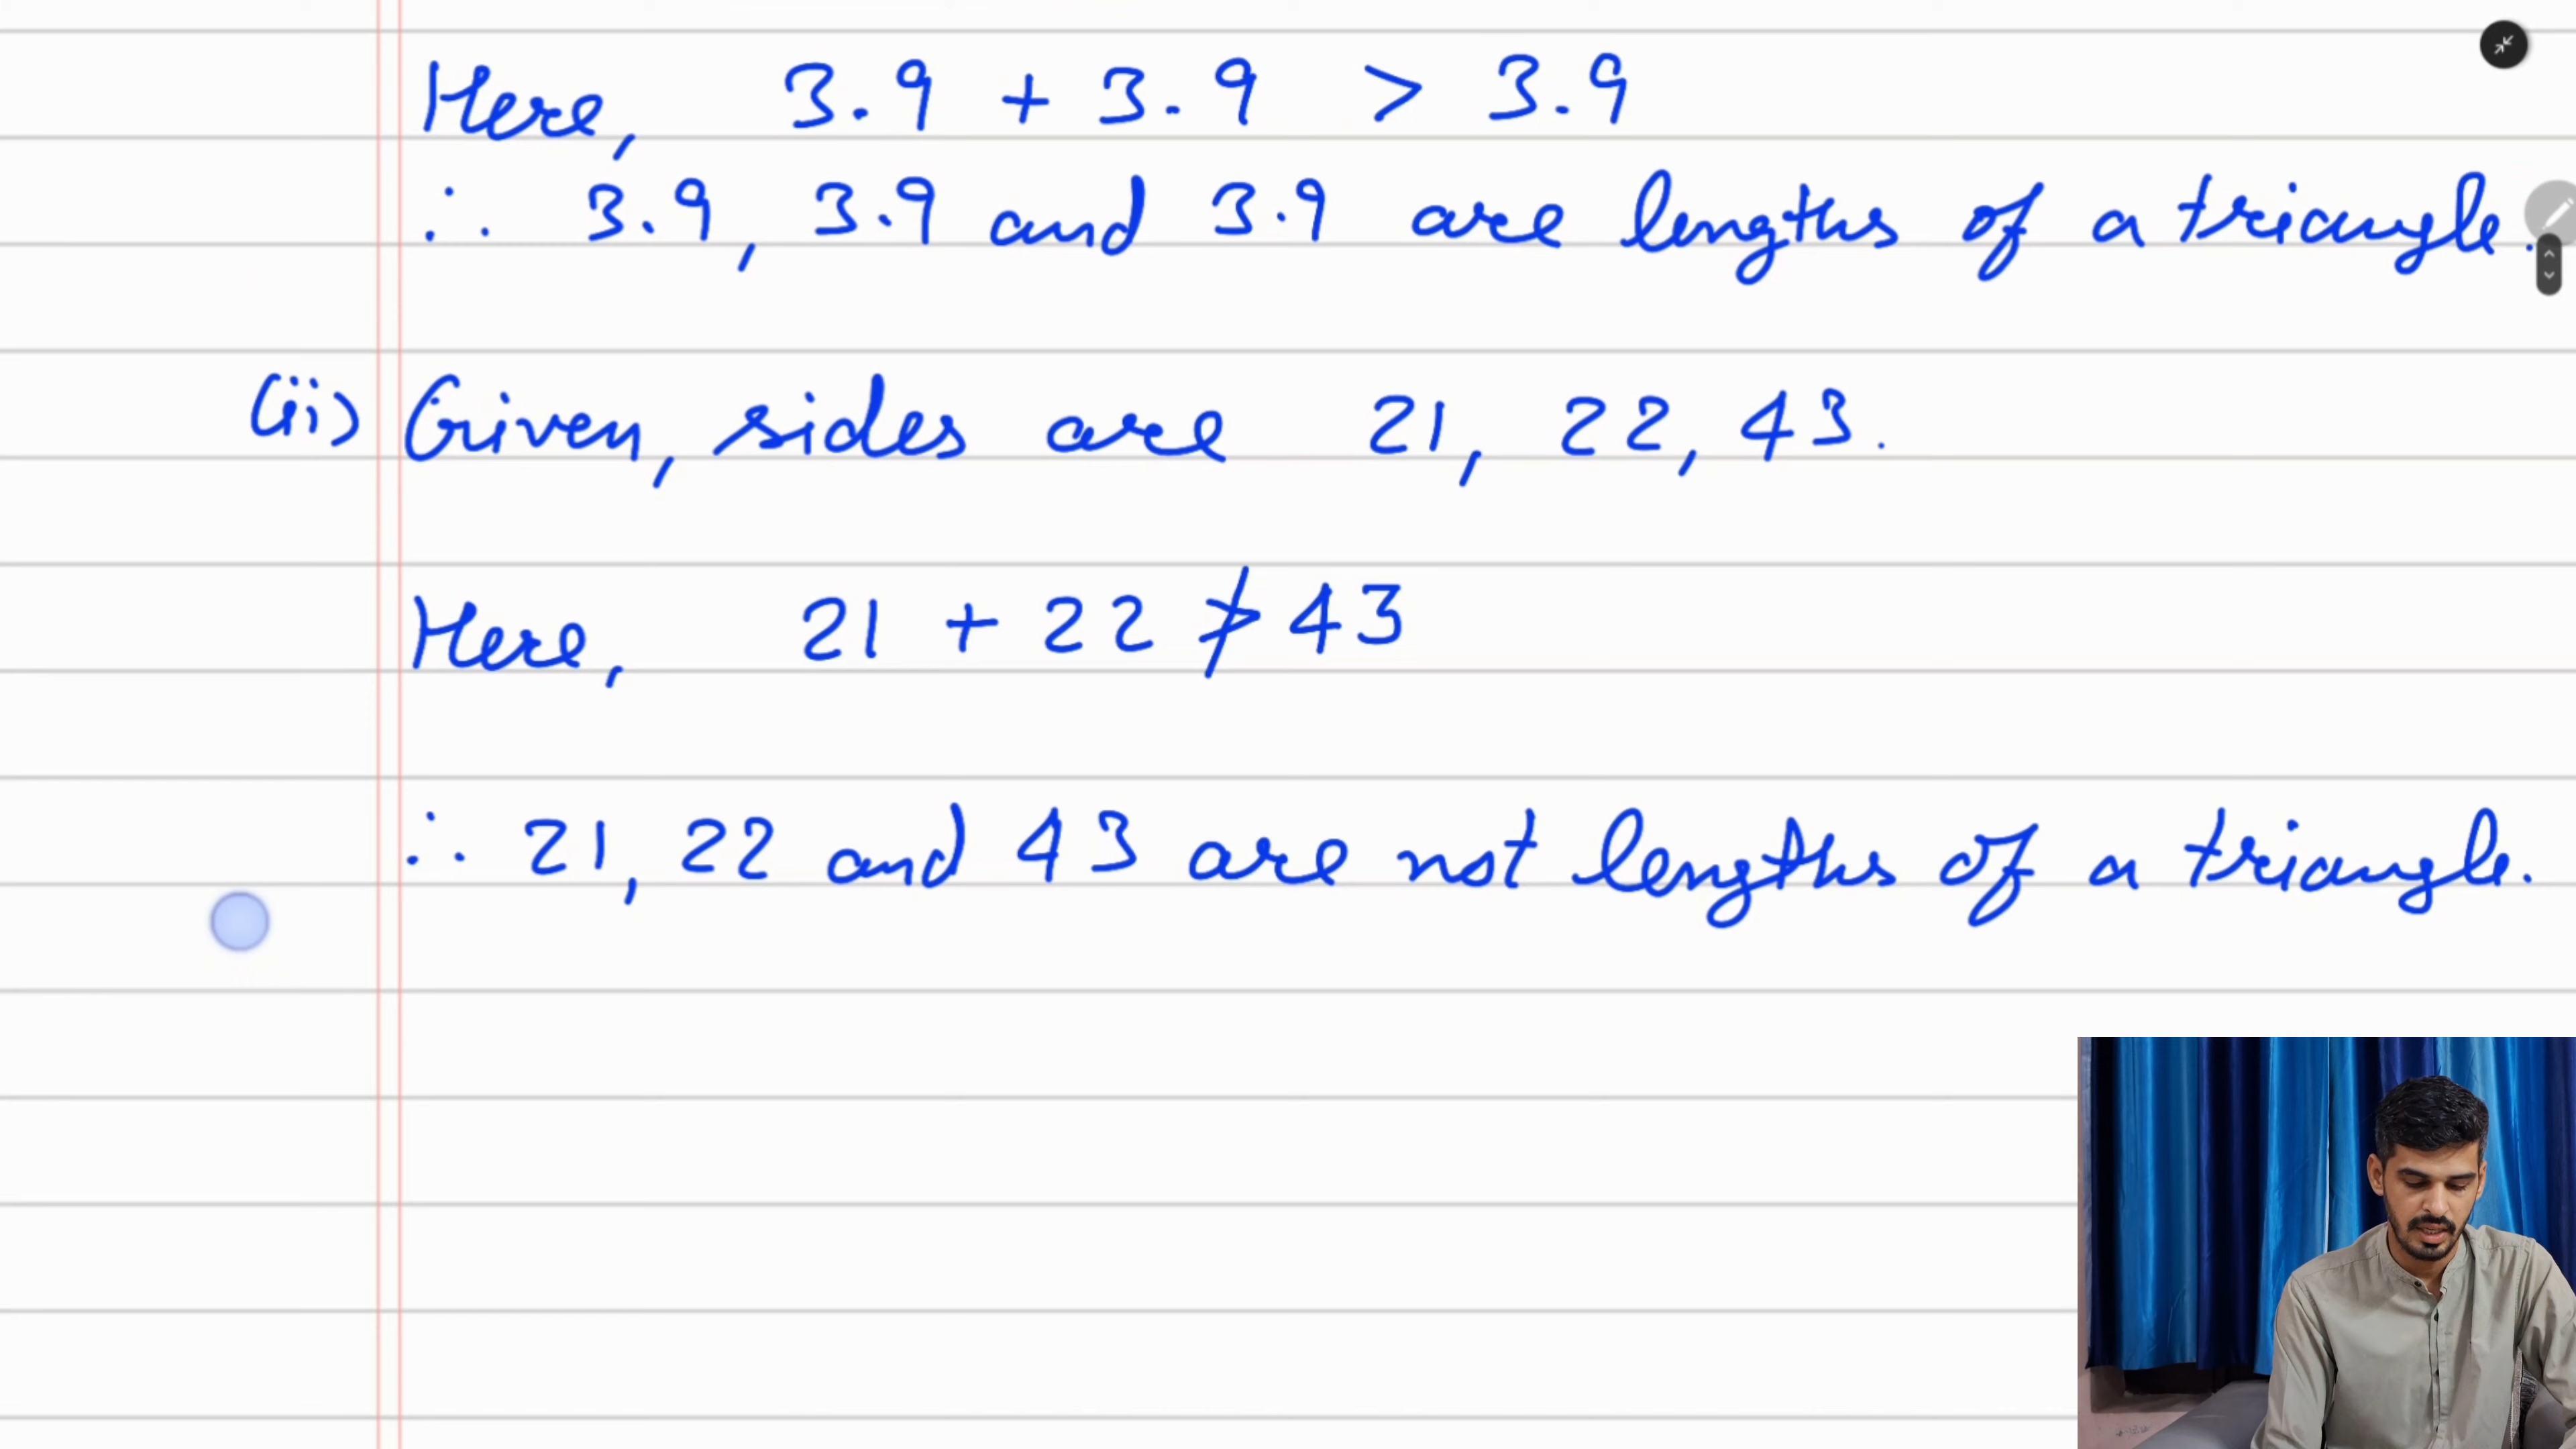 Here, 3.9 + 3.9 > 3.9
∴ 3.9, 3.9 and 3.9 are lengths of a triangle.
(ii) Given, sides are 21, 22, 43.
Here, 21 + 22 ≯ 43
∴ 21, 22 and 43 are not lengths of a triangle.